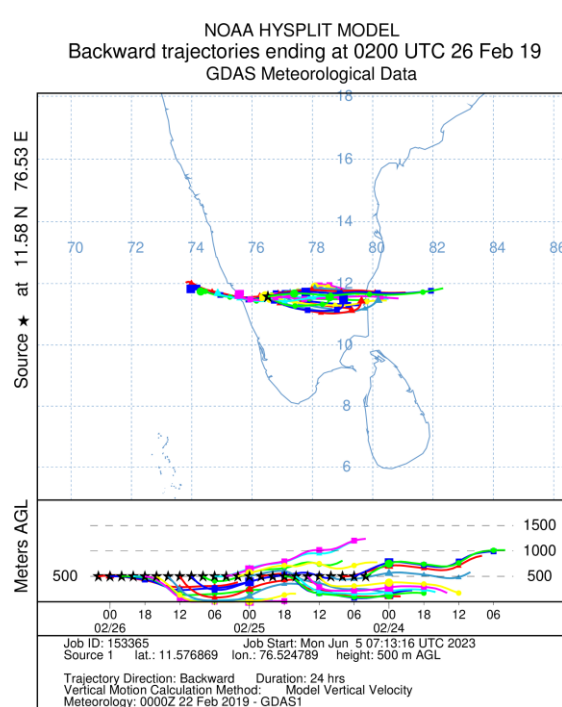 NOAA HYSPLIT MODEL
Backward trajectories ending at 0200 UTC 26 Feb 19
GDAS Meteorological Data
Source ★ at 11.58 N 76.53 E
18
16
14
70 72 74 76 78 80 82 84 86
12
10
8
6
Meters AGL
1500
1000
500 500
00 18 12 06 00 18 12 06 00 18 12 06
02/26 02/25 02/24
Job ID: 153365 Job Start: Mon Jun 5 07:13:16 UTC 2023
Source 1 lat.: 11.576869 lon.: 76.524789 height: 500 m AGL
Trajectory Direction: Backward Duration: 24 hrs
Vertical Motion Calculation Method: Model Vertical Velocity
Meteorology: 0000Z 22 Feb 2019 - GDAS1